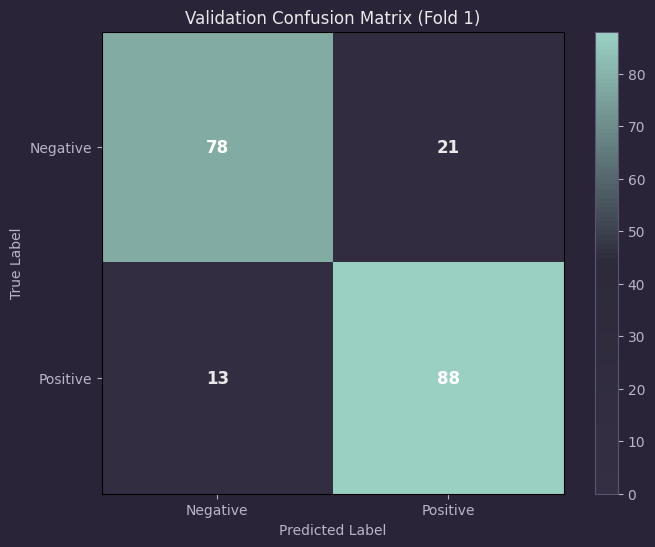 Validation Confusion Matrix (Fold 1)
Negative
78
21
Positive
13
88
Negative
Positive
Predicted Label
True Label
80
70
60
50
40
30
20
10
0